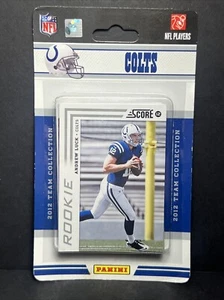 NFL
NFL PLAYERS
COLTS
2012 TEAM COLLECTION
SCORE
ROOKIE
ANDREW LUCK • COLTS
2012 TEAM COLLECTION
PANINI